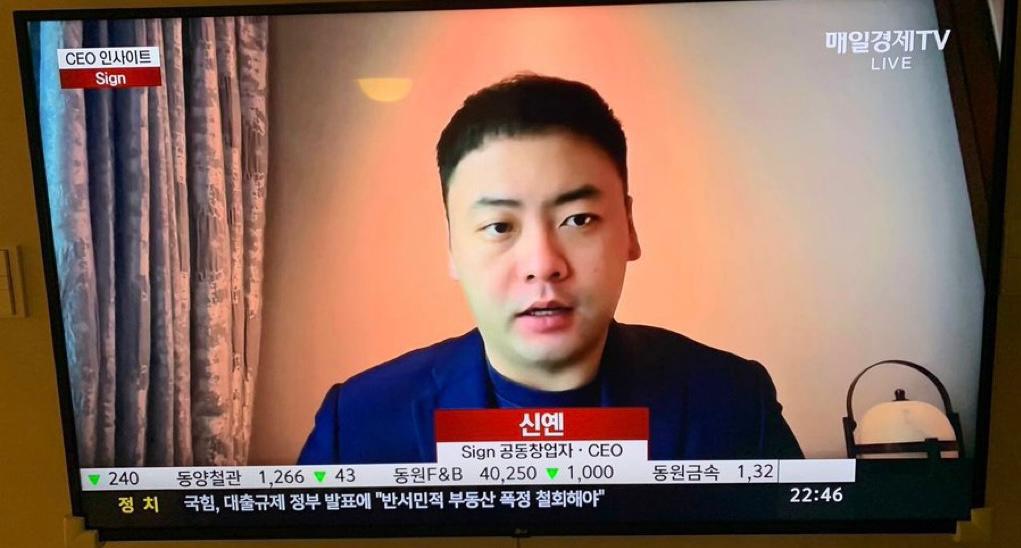 CEO 인사이트
Sign
매일경제TV
LIVE
신옌
Sign 공동창업자·CEO
▼ 240 동양철관 1,266 ▼ 43 동원F&B 40,250 ▼ 1,000 동원금속 1,32
정치 국힘, 대출규제 정부 발표에 "반서민적 부동산 폭정 철회해야"
22:46
LG